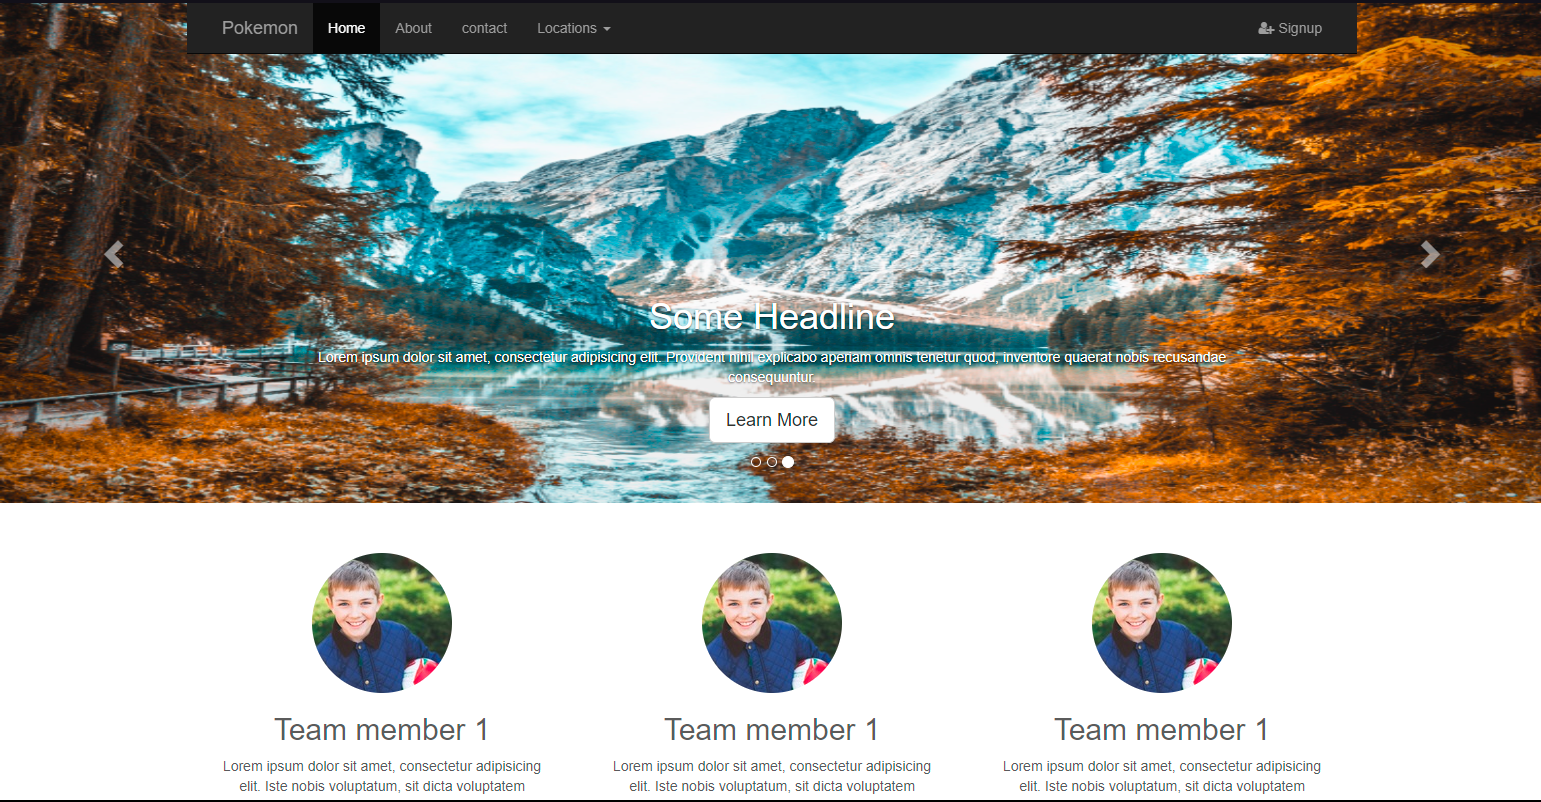 Pokemon Home About contact Locations Signup
Some Headline
Lorem ipsum dolor sit amet, consectetur adipisicing elit. Provident nihil explicabo aperiam omnis tenetur quod, inventore quaerat nobis recusandae
consequuntur.
Learn More
Team member 1
Lorem ipsum dolor sit amet, consectetur adipisicing
elit. Iste nobis voluptatum, sit dicta voluptatem
Team member 1
Lorem ipsum dolor sit amet, consectetur adipisicing
elit. Iste nobis voluptatum, sit dicta voluptatem
Team member 1
Lorem ipsum dolor sit amet, consectetur adipisicing
elit. Iste nobis voluptatum, sit dicta voluptatem